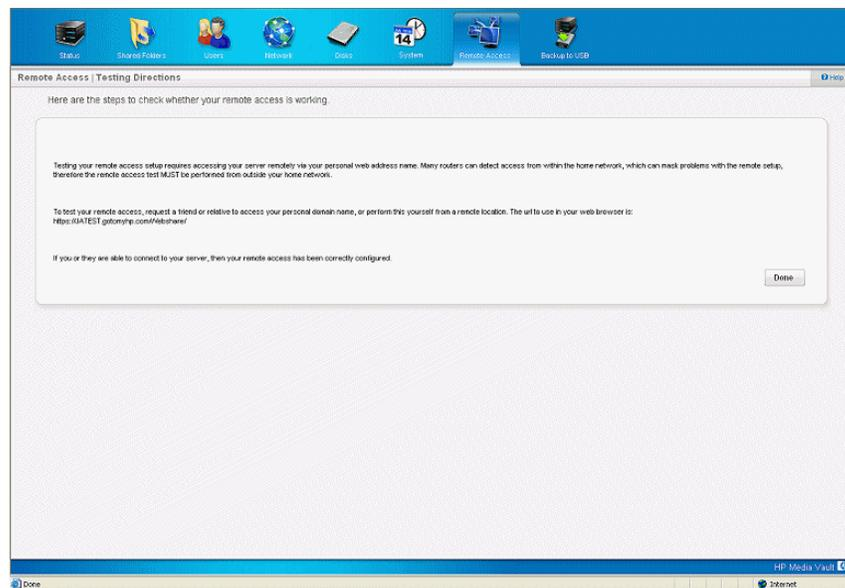 Status Shared Folders Users Network Disks System Remote Access Backup to USB
Remote Access | Testing Directions
Help
Here are the steps to check whether your remote access is working.
Testing your remote access setup requires accessing your server remotely via your personal web address name. Many routers can detect access from within the home network, which can mask problems with the remote setup,
therefore the remote access test MUST be performed from outside your home network.
To test your remote access, request a friend or relative to access your personal domain name, or perform this yourself from a remote location. The url to use in your web browser is:
If you or they are able to connect to your server, then your remote access has been correctly configured.
Done
HP Media Vault
Done
Internet